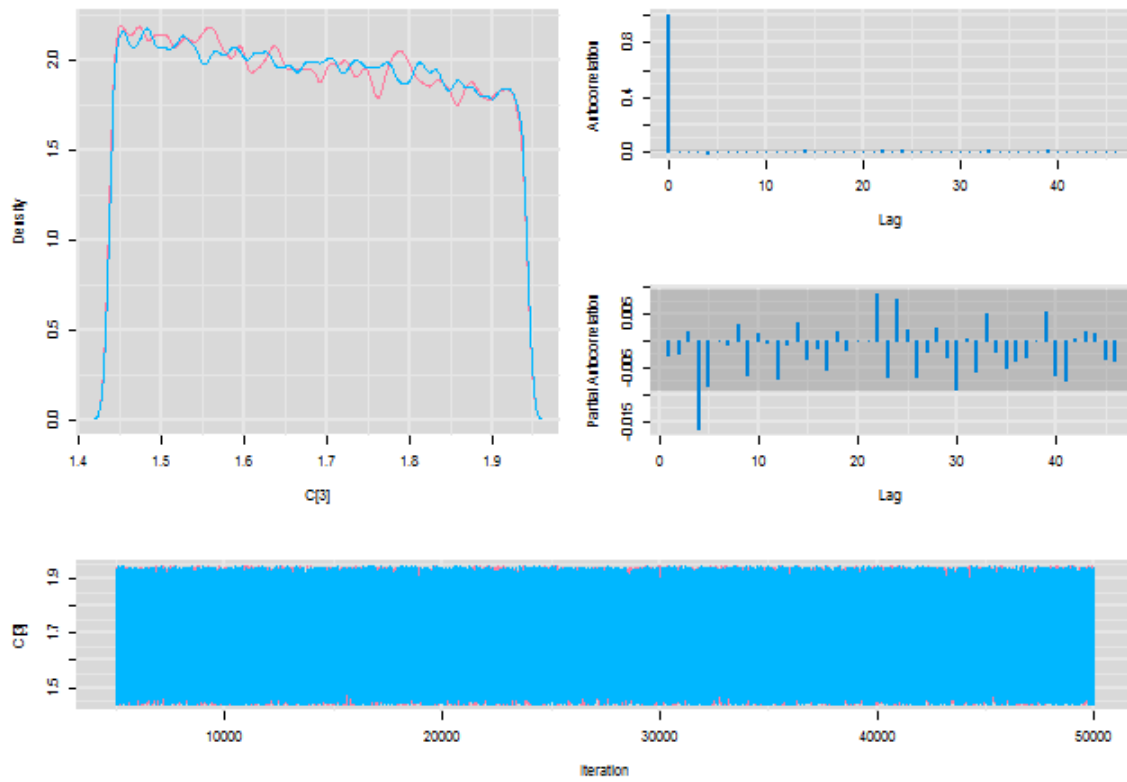 Density
0.0 0.5 1.0 1.5 2.0
1.4 1.5 1.6 1.7 1.8 1.9
C[3]
Autocorrelation
0.0 0.4 0.8
0 10 20 30 40
Lag
Partial Autocorrelation
-0.015 -0.005 0.005
0 10 20 30 40
Lag
C[3]
1.5 1.7 1.9
10000 20000 30000 40000 50000
Iteration